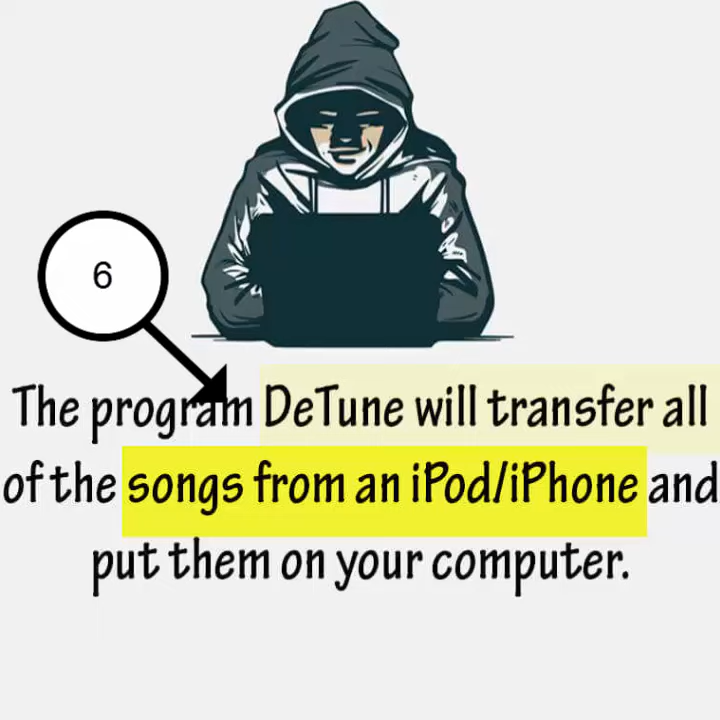 6
The program DeTune will transfer all
of the songs from an iPod/iPhone and
put them on your computer.